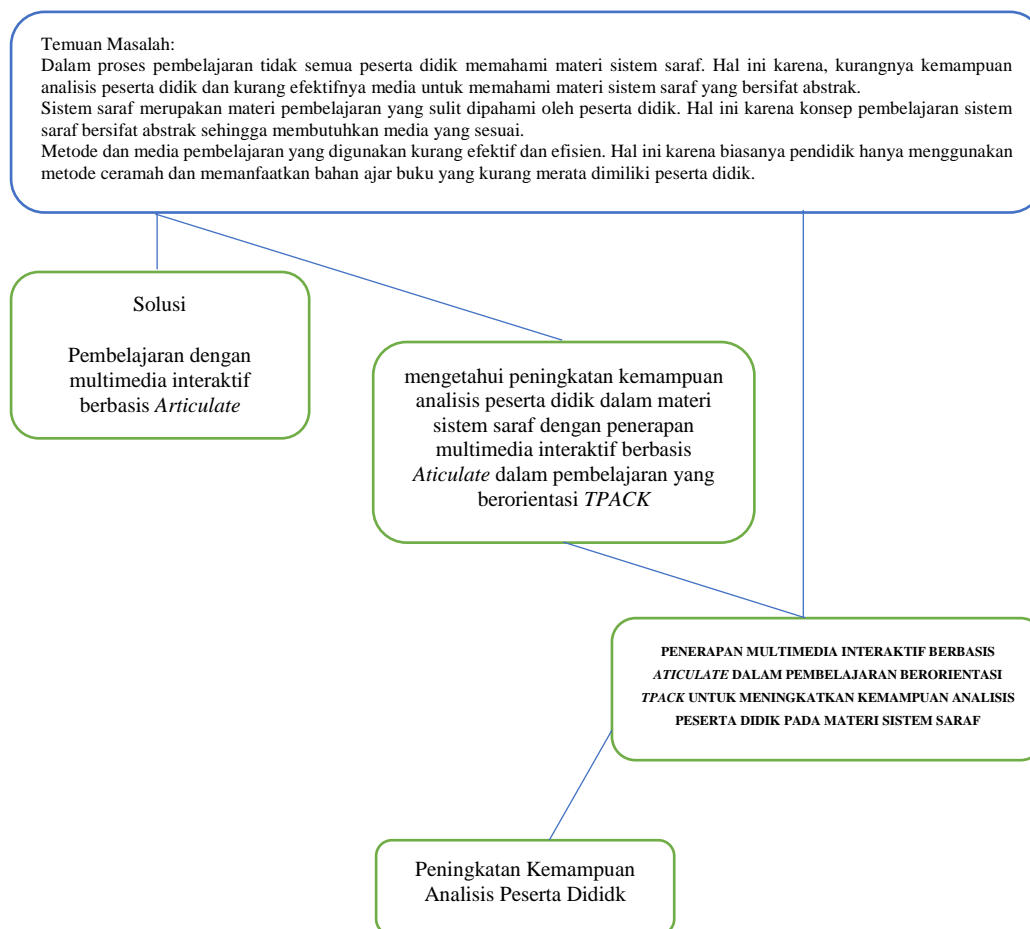 Temuan Masalah:
Dalam proses pembelajaran tidak semua peserta didik memahami materi sistem saraf. Hal ini karena, kurangnya kemampuan
analisis peserta didik dan kurang efektifnya media untuk memahami materi sistem saraf yang bersifat abstrak.
Sistem saraf merupakan materi pembelajaran yang sulit dipahami oleh peserta didik. Hal ini karena konsep pembelajaran sistem
saraf bersifat abstrak sehingga membutuhkan media yang sesuai.
Metode dan media pembelajaran yang digunakan kurang efektif dan efisien. Hal ini karena biasanya pendidik hanya menggunakan
metode ceramah dan memanfaatkan bahan ajar buku yang kurang merata dimiliki peserta didik.
Solusi
Pembelajaran dengan
multimedia interaktif
berbasis Articulate
mengetahui peningkatan kemampuan
analisis peserta didik dalam materi
sistem saraf dengan penerapan
multimedia interaktif berbasis
Aticulate dalam pembelajaran yang
berorientasi TPACK
PENERAPAN MULTIMEDIA INTERAKTIF BERBASIS
ATICULATE DALAM PEMBELAJARAN BERORIENTASI
TPACK UNTUK MENINGKATKAN KEMAMPUAN ANALISIS
PESERTA DIDIK PADA MATERI SISTEM SARAF
Peningkatan Kemampuan
Analisis Peserta Dididk